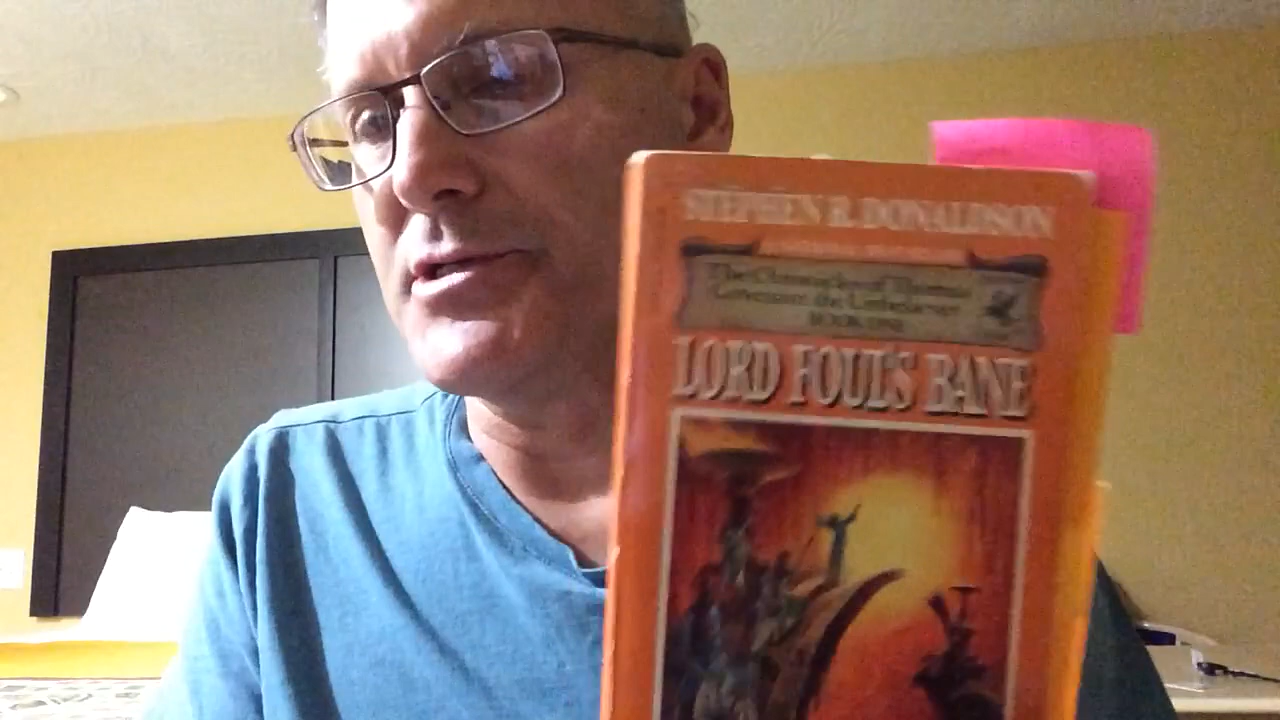 STEPHEN R. DONALDSON
The Chronicles of Thomas
Covenant the Unbeliever
BOOK ONE
LORD FOUL'S BANE